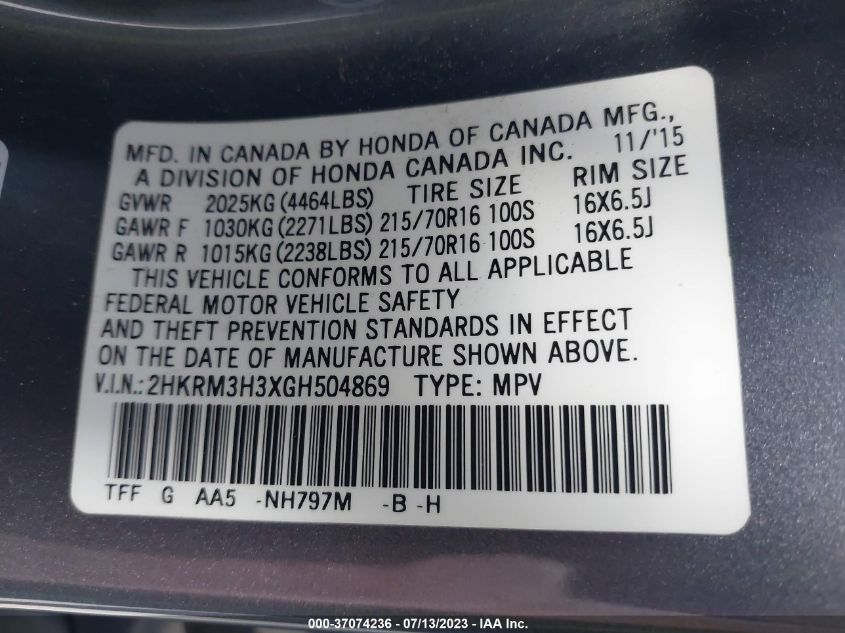 MFD. IN CANADA BY HONDA OF CANADA MFG.,
A DIVISION OF HONDA CANADA INC. 11/'15
GVWR 2025KG (4464LBS) TIRE SIZE RIM SIZE
GAWR F 1030KG (2271LBS) 215/70R16 100S 16X6.5J
GAWR R 1015KG (2238LBS) 215/70R16 100S 16X6.5J
THIS VEHICLE CONFORMS TO ALL APPLICABLE
FEDERAL MOTOR VEHICLE SAFETY
AND THEFT PREVENTION STANDARDS IN EFFECT
ON THE DATE OF MANUFACTURE SHOWN ABOVE.
V.I.N.: 2HKRM3H3XGH504869 TYPE: MPV
TFF G AA5 -NH797M -B -H
000-37074236 - 07/13/2023 - IAA Inc.